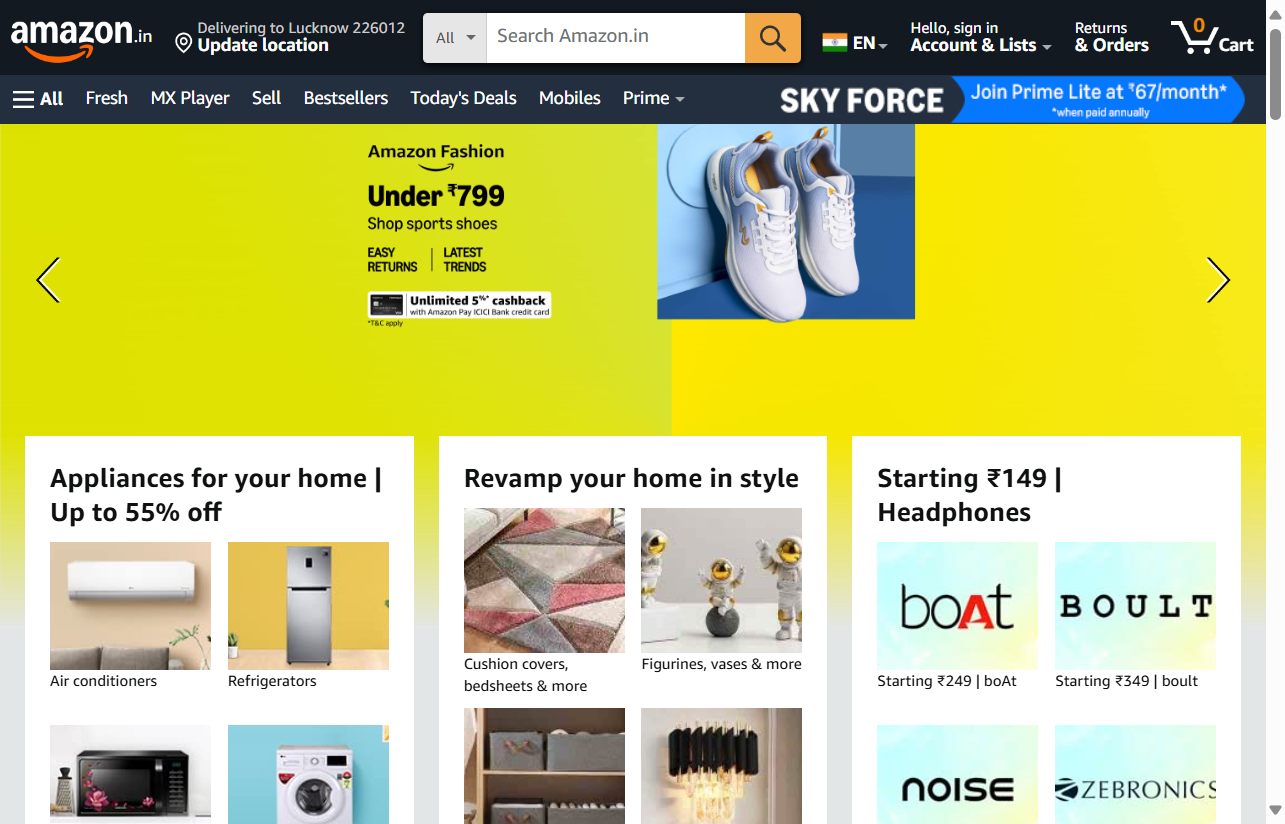 amazon.in
Delivering to Lucknow 226012
Update location
All
Search Amazon.in
EN
Hello, sign in
Account & Lists
Returns
& Orders
0
Cart
All
Fresh
MX Player
Sell
Bestsellers
Today's Deals
Mobiles
Prime
SKY FORCE
Join Prime Lite at ₹67/month*
*when paid annually
Amazon Fashion
Under ₹799
Shop sports shoes
EASY RETURNS
LATEST TRENDS
Unlimited 5%* cashback
with Amazon Pay ICICI Bank credit card
*T&C apply
Appliances for your home |
Up to 55% off
Air conditioners
Refrigerators
Revamp your home in style
Cushion covers,
bedsheets & more
Figurines, vases & more
Starting ₹149 |
Headphones
boAt
BOULT
Starting ₹249 | boAt
Starting ₹349 | boult
NOISE
ZEBRONICS